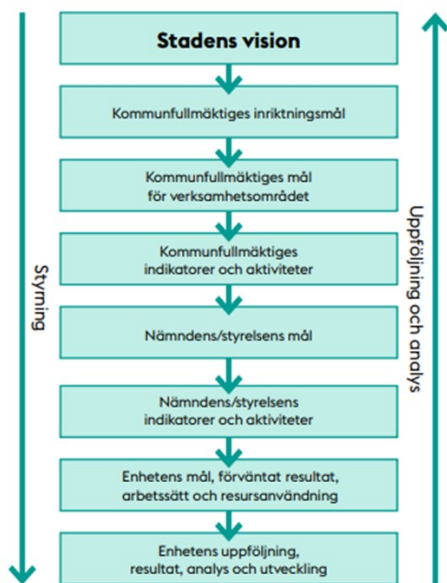 Stadens vision
Kommunfullmäktiges inriktningsmål
Kommunfullmäktiges mål
för verksamhetsområdet
Kommunfullmäktiges
indikatorer och aktiviteter
Nämndens/styrelsens mål
Nämndens/styrelsens
indikatorer och aktiviteter
Enhetens mål, förväntat resultat,
arbetssätt och resursanvändning
Enhetens uppföljning,
resultat, analys och utveckling
Styrning
Uppföljning och analys